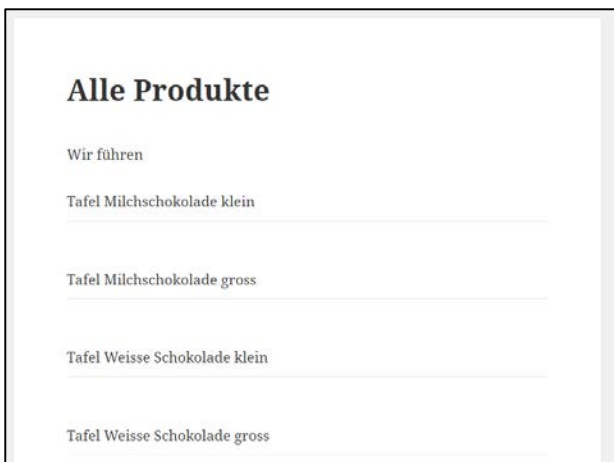 Alle Produkte
Wir führen
Tafel Milchschokolade klein
Tafel Milchschokolade gross
Tafel Weisse Schokolade klein
Tafel Weisse Schokolade gross